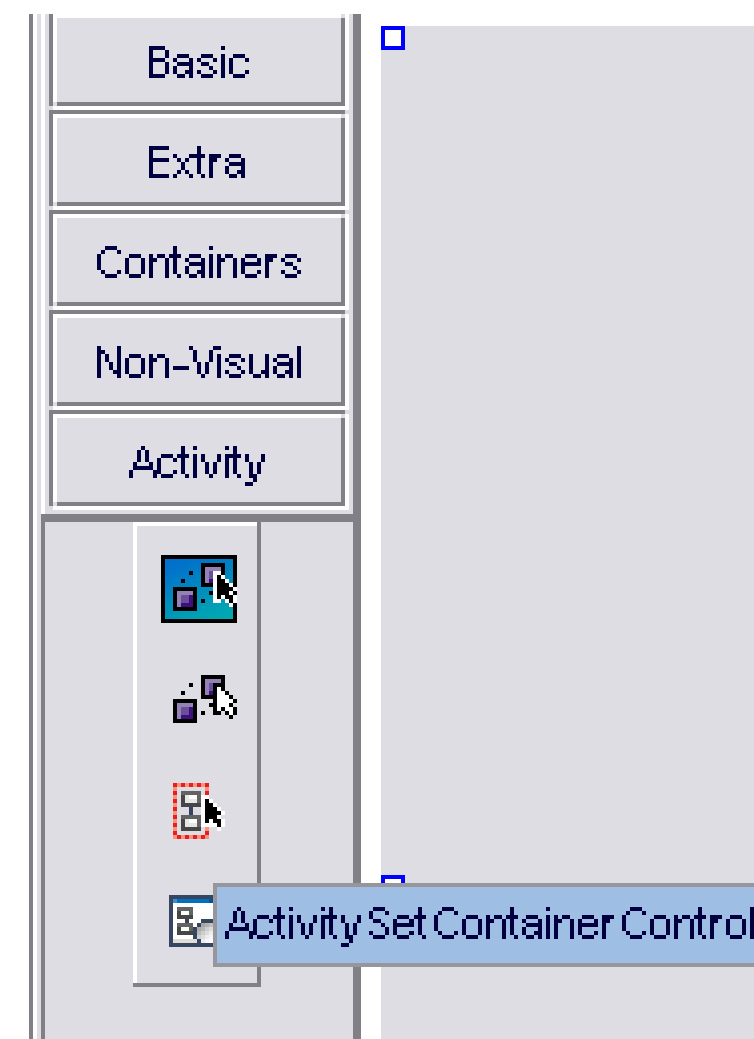 Basic
Extra
Containers
Non-Visual
Activity
Activity Set Container Control